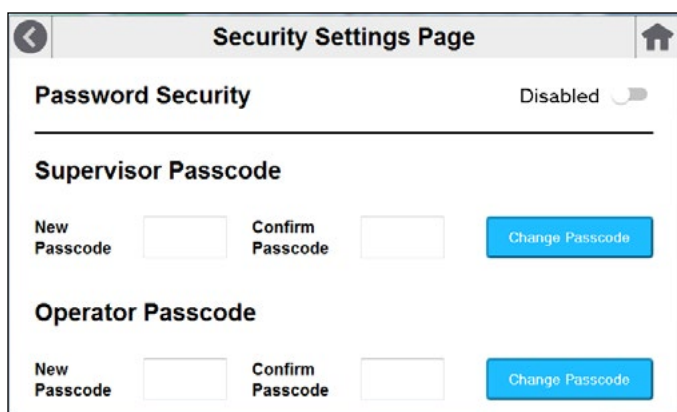 Security Settings Page
Password Security
Disabled
Supervisor Passcode
New
Passcode
Confirm
Passcode
Change Passcode
Operator Passcode
New
Passcode
Confirm
Passcode
Change Passcode